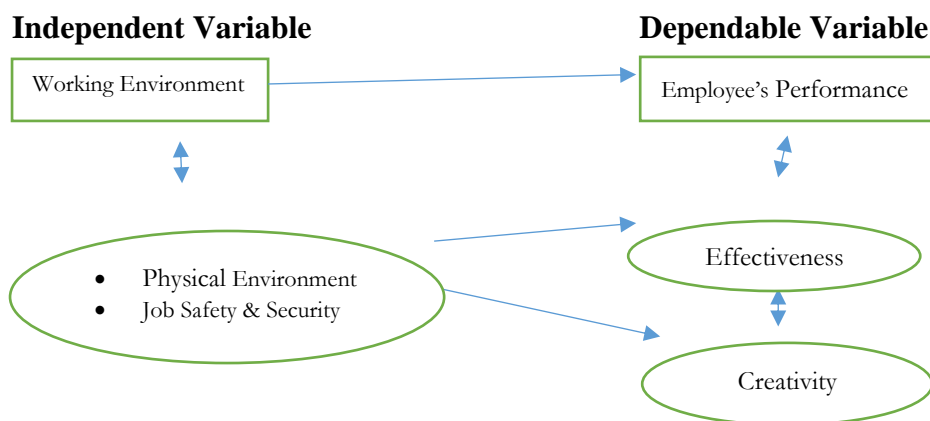 Independent Variable
Dependable Variable
Working Environment
Employee's Performance
• Physical Environment
• Job Safety & Security
Effectiveness
Creativity